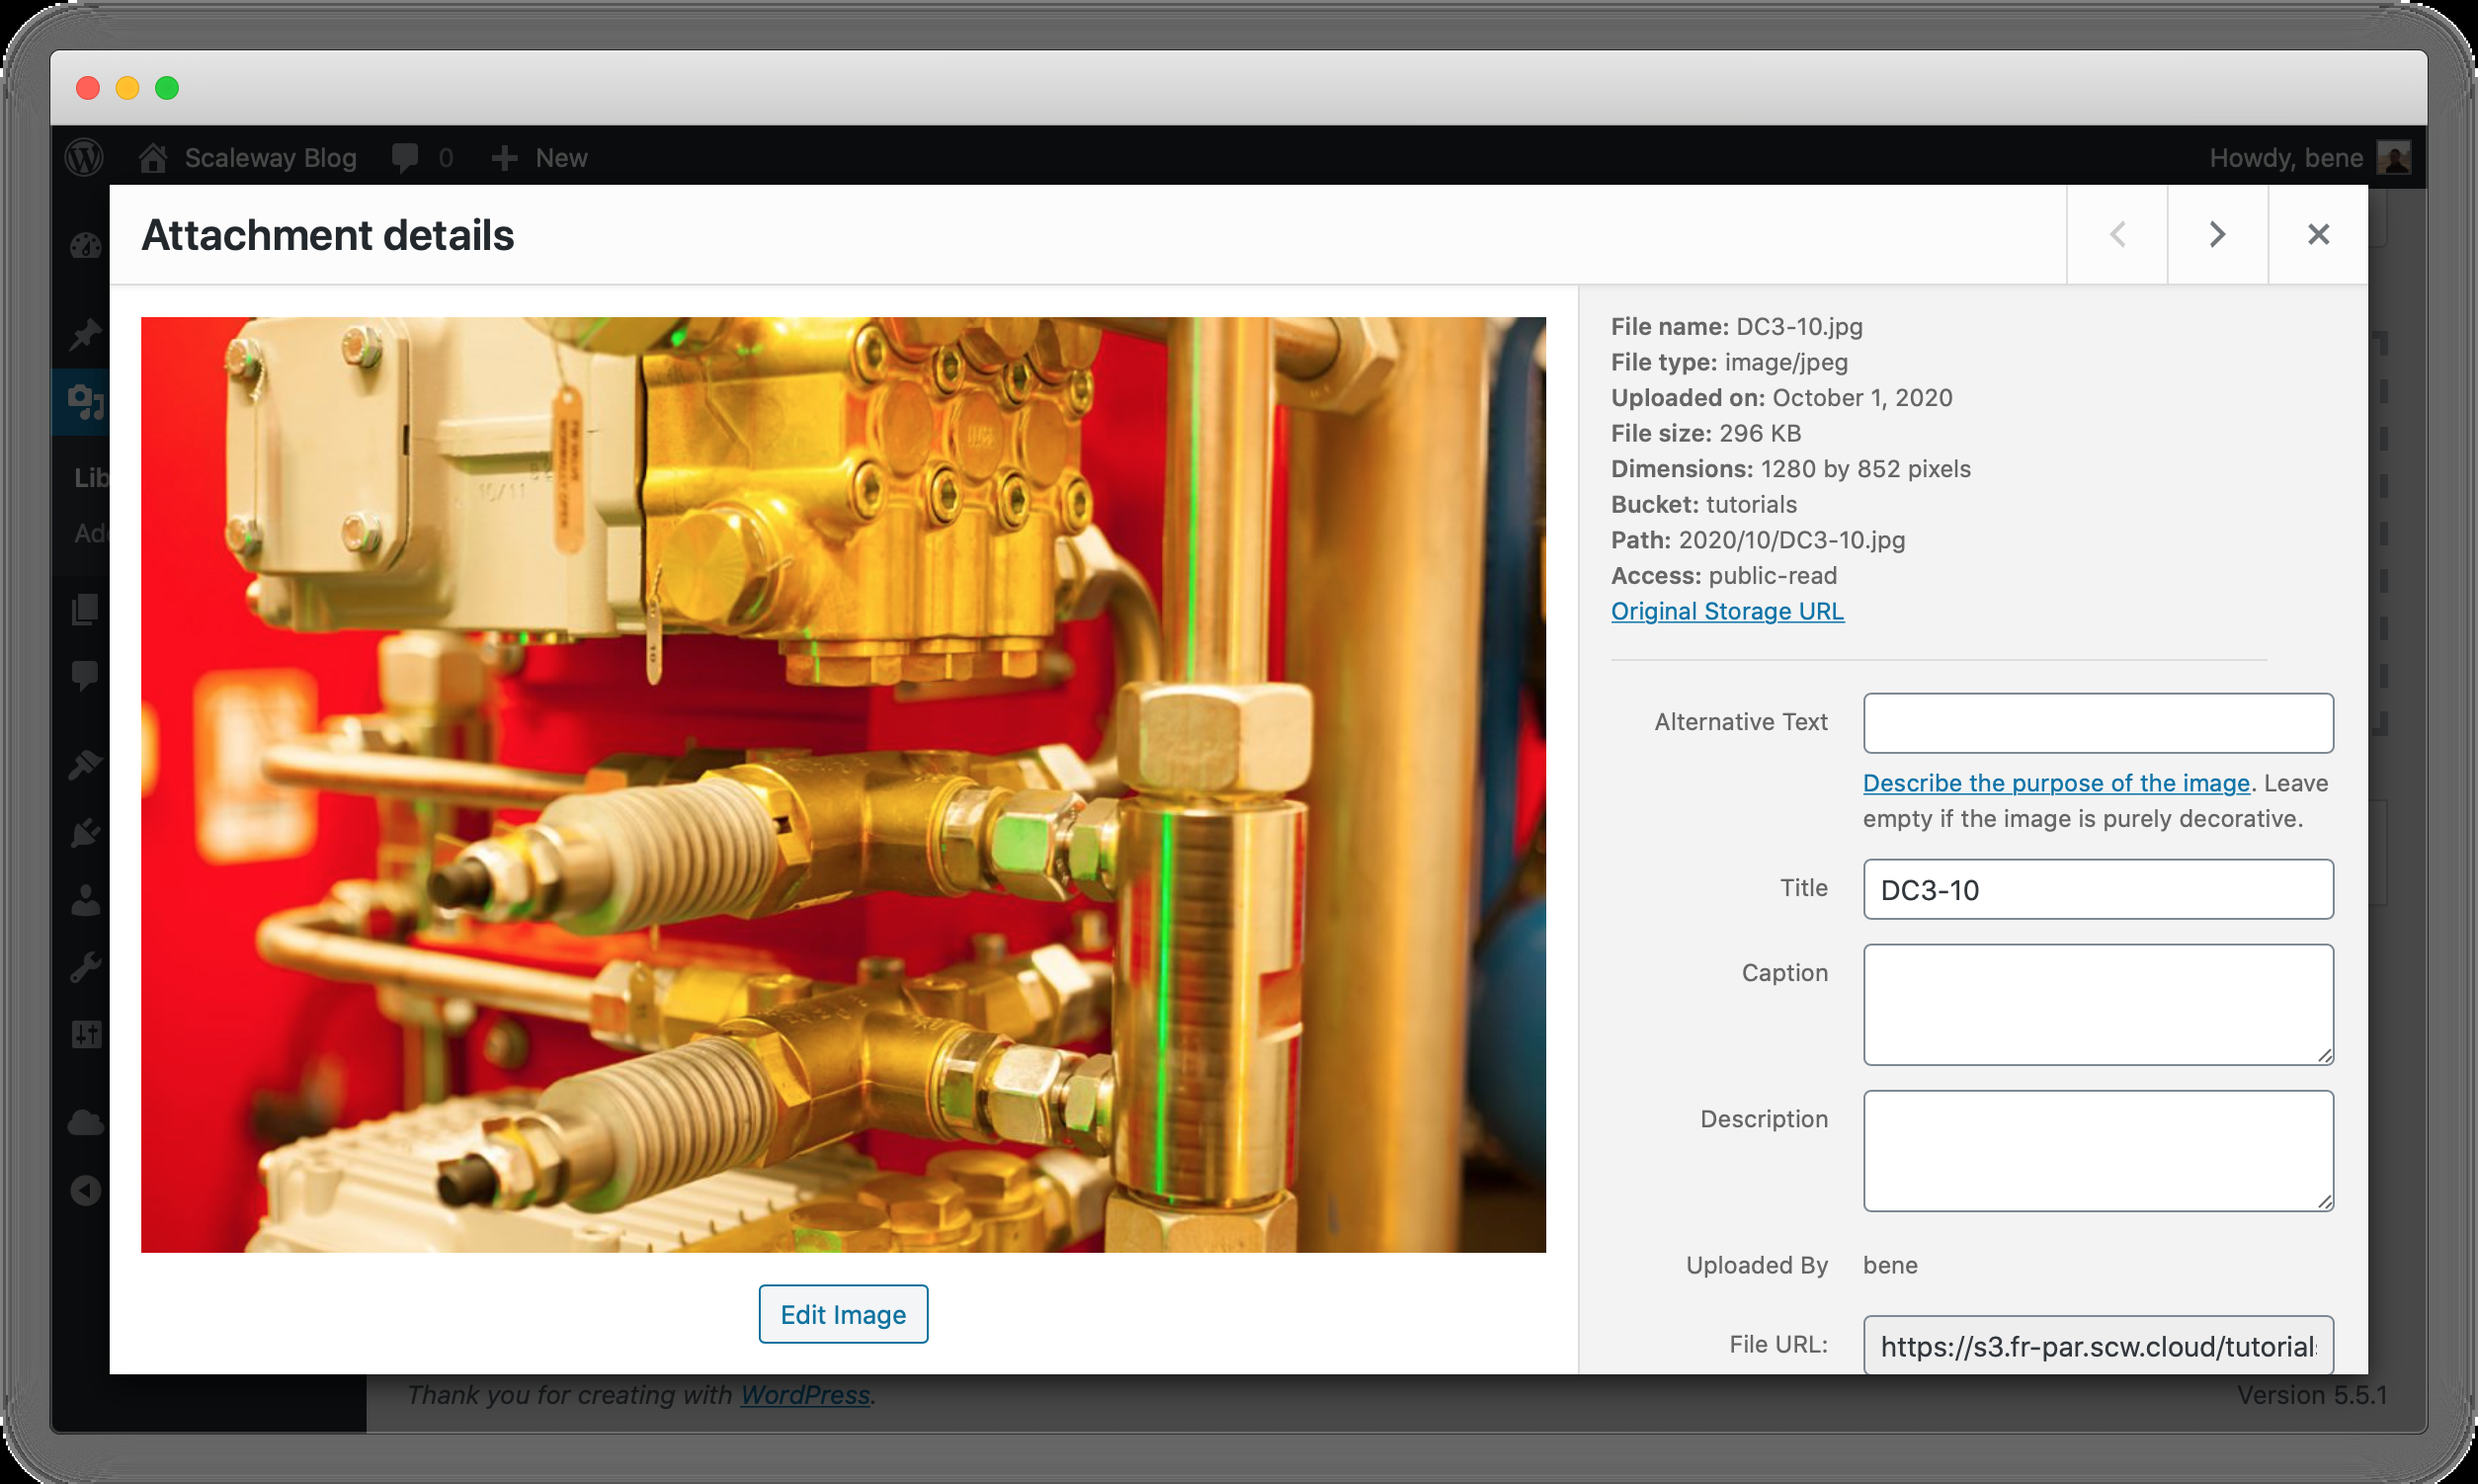 Scaleway Blog 0 New Howdy, bene
Attachment details
File name: DC3-10.jpg
File type: image/jpeg
Uploaded on: October 1, 2020
File size: 296 KB
Dimensions: 1280 by 852 pixels
Bucket: tutorials
Path: 2020/10/DC3-10.jpg
Access: public-read
Original Storage URL
Lib
Ad
10/11
Alternative Text
Describe the purpose of the image. Leave
empty if the image is purely decorative.
Title DC3-10
Caption
Description
Uploaded By bene
Edit Image
File URL: https://s3.fr-par.scw.cloud/tutorial
Thank you for creating with WordPress.
Version 5.5.1